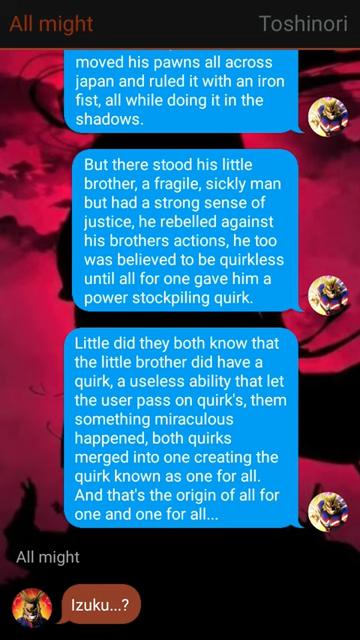 All might
Toshinori
moved his pawns all across
japan and ruled it with an iron
fist, all while doing it in the
shadows.
But there stood his little
brother, a fragile, sickly man
but had a strong sense of
justice, he rebelled against
his brothers actions, he too
was believed to be quirkless
until all for one gave him a
power stockpiling quirk.
Little did they both know that
the little brother did have a
quirk, a useless ability that let
the user pass on quirk's, them
something miraculous
happened, both quirks
merged into one creating the
quirk known as one for all.
And that's the origin of all for
one and one for all...
All might
Izuku...?